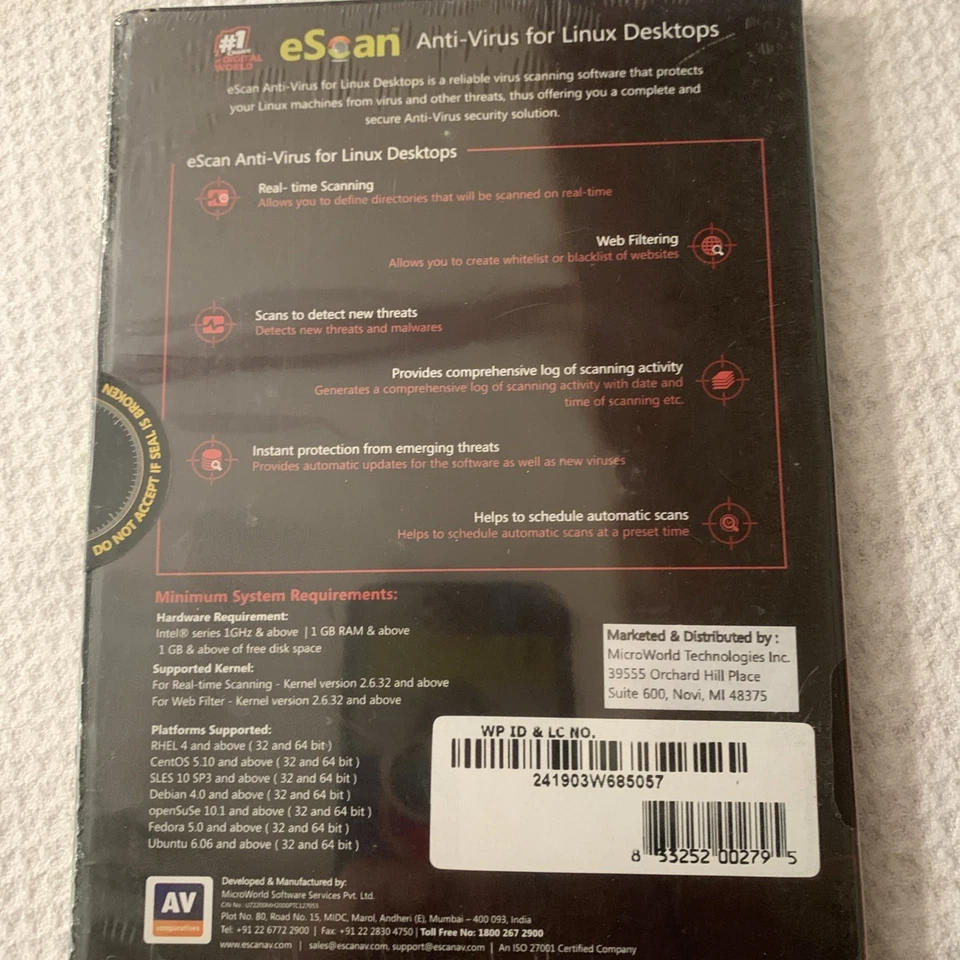 #1
Choice
in DIGITAL
WORLD
eScan™ Anti-Virus for Linux Desktops
eScan Anti-Virus for Linux Desktops is a reliable virus scanning software that protects
your Linux machines from virus and other threats, thus offering you a complete and
secure Anti-Virus security solution.
eScan Anti-Virus for Linux Desktops
Real- time Scanning
Allows you to define directories that will be scanned on real-time
Web Filtering
Allows you to create whitelist or blacklist of websites
Scans to detect new threats
Detects new threats and malwares
Provides comprehensive log of scanning activity
Generates a comprehensive log of scanning activity with date and
time of scanning etc.
Instant protection from emerging threats
Provides automatic updates for the software as well as new viruses
Helps to schedule automatic scans
Helps to schedule automatic scans at a preset time
DO NOT ACCEPT IF SEAL IS BROKEN
Minimum System Requirements:
Hardware Requirement:
Intel® series 1GHz & above | 1 GB RAM & above
1 GB & above of free disk space
Supported Kernel:
For Real-time Scanning - Kernel version 2.6.32 and above
For Web Filter - Kernel version 2.6.32 and above
Marketed & Distributed by :
MicroWorld Technologies Inc.
39555 Orchard Hill Place
Suite 600, Novi, MI 48375
Platforms Supported:
RHEL 4 and above ( 32 and 64 bit )
CentOS 5.10 and above ( 32 and 64 bit )
SLES 10 SP3 and above ( 32 and 64 bit )
Debian 4.0 and above ( 32 and 64 bit )
openSuSe 10.1 and above ( 32 and 64 bit )
Fedora 5.0 and above ( 32 and 64 bit )
Ubuntu 6.06 and above ( 32 and 64 bit )
WP ID & LC NO.
241903W685057
8 33252 00279 5
AV
comparatives
Developed & Manufactured by:
MicroWorld Software Services Pvt. Ltd.
CIN No.
Plot No. 80, Road No. 15, MIDC, Marol, Andheri (E), Mumbai – 400 093, India
Tel: +91 22 6772 2900 | Fax: +91 22 2830 4750 | Toll Free No: 1800 267 2900
www.escanav.com | sales@escanav.com, support@escanav.com | An ISO 27001 Certified Company